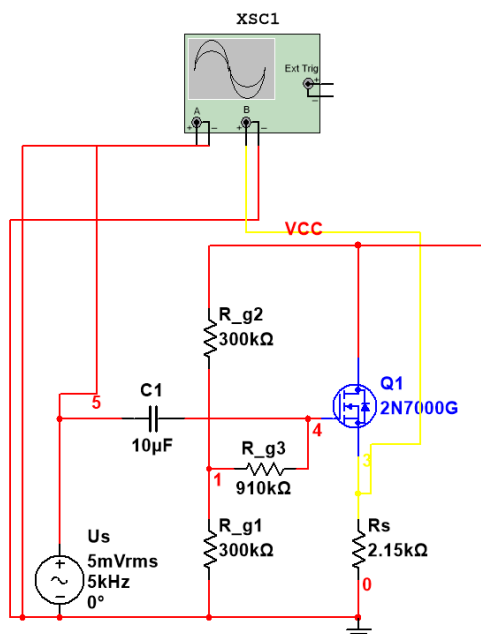 XSC1
Ext Trig
+
−
A
B
+ − + −
VCC
R_g2
300kΩ
Q1
2N7000G
5
C1
10µF
4
R_g3
910kΩ
1
3
R_g1
300kΩ
Rs
2.15kΩ
0
Us
5mVrms
5kHz
0°
+
−